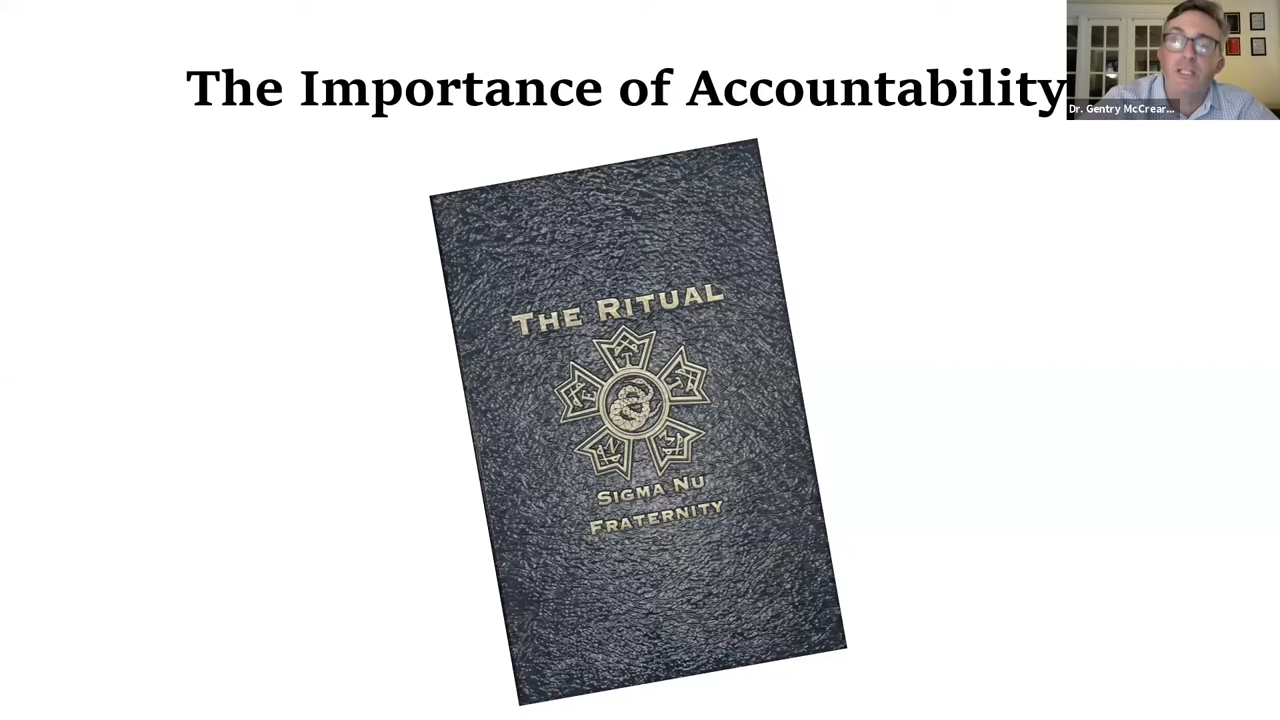 The Importance of Accountability
Dr. Gentry McCrear...
THE RITUAL
SIGMA NU
FRATERNITY